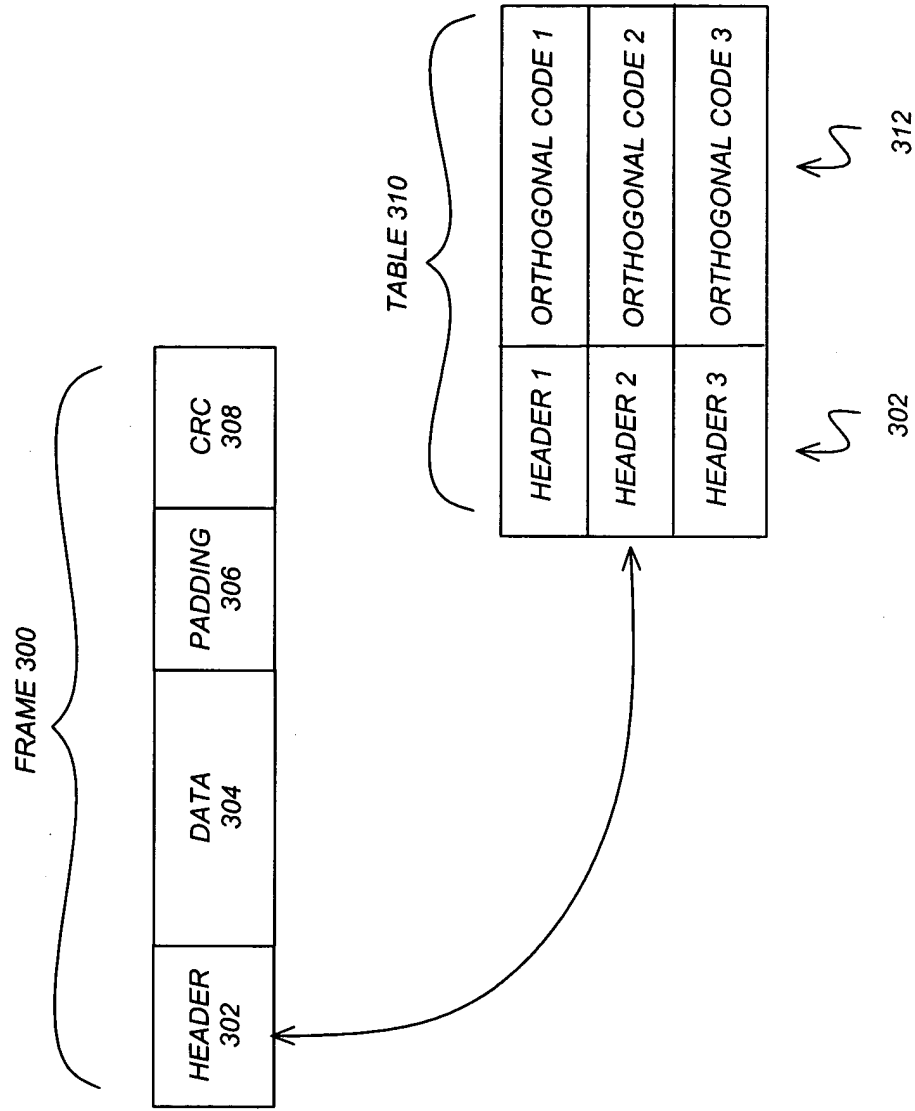 FRAME 300
HEADER
302
DATA
304
PADDING
306
CRC
308
TABLE 310
HEADER 1
ORTHOGONAL CODE 1
HEADER 2
ORTHOGONAL CODE 2
HEADER 3
ORTHOGONAL CODE 3
302
312